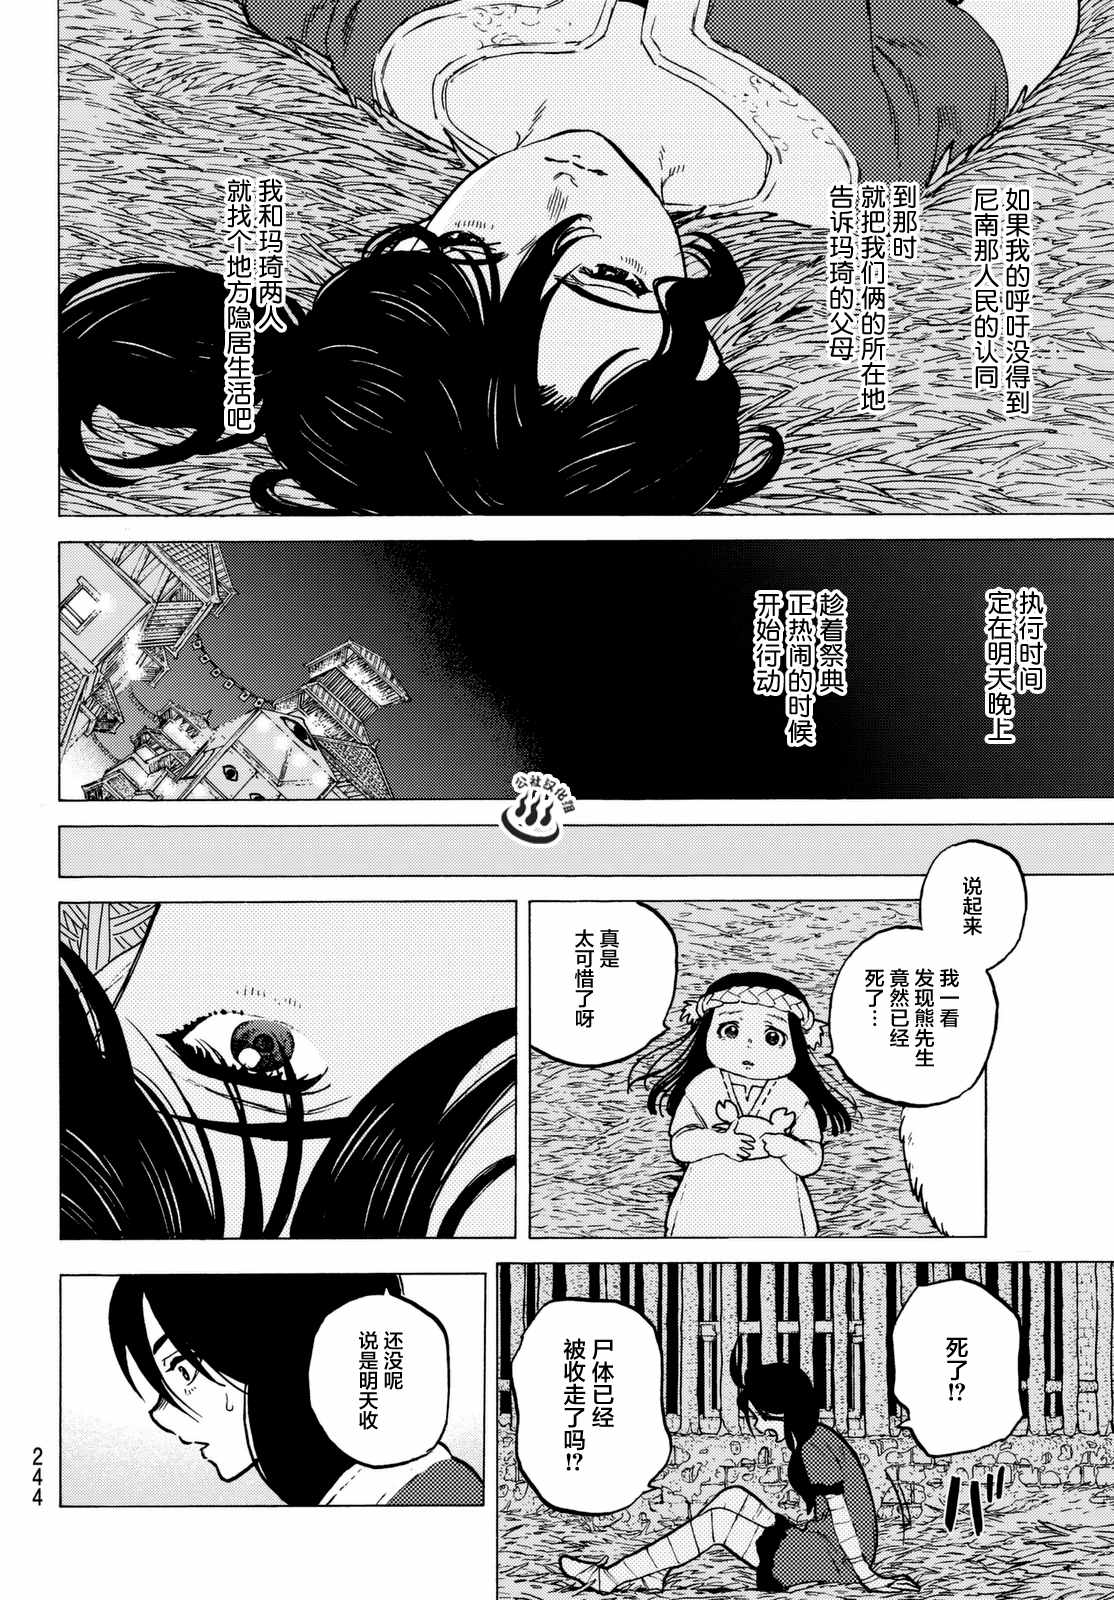 如果我的呼吁没得到
尼南那人民的认同
到那时
就把我们俩的所在地
告诉玛琦的父母
我和玛琦两人
就找个地方隐居生活吧
执行时间
定在明天晚上
趁着祭典
正热闹的时候
开始行动
公社汉化组
说起来
我一看
发现熊先生
竟然已经
死了…
真是
太可惜了呀
死了!?
尸体已经
被收走了吗!?
还没呢
说是明天收
244